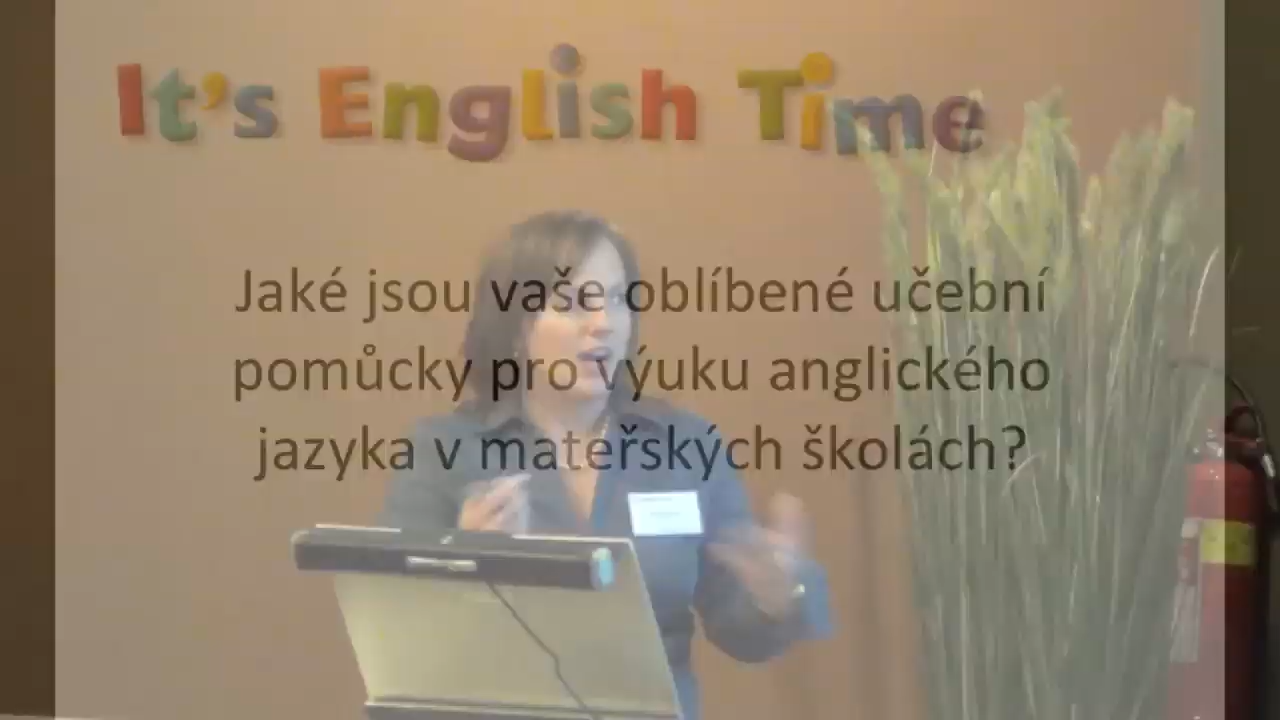 It's English Time
Jaké jsou vaše oblíbené učební
pomůcky pro výuku anglického
jazyka v mateřských školách?